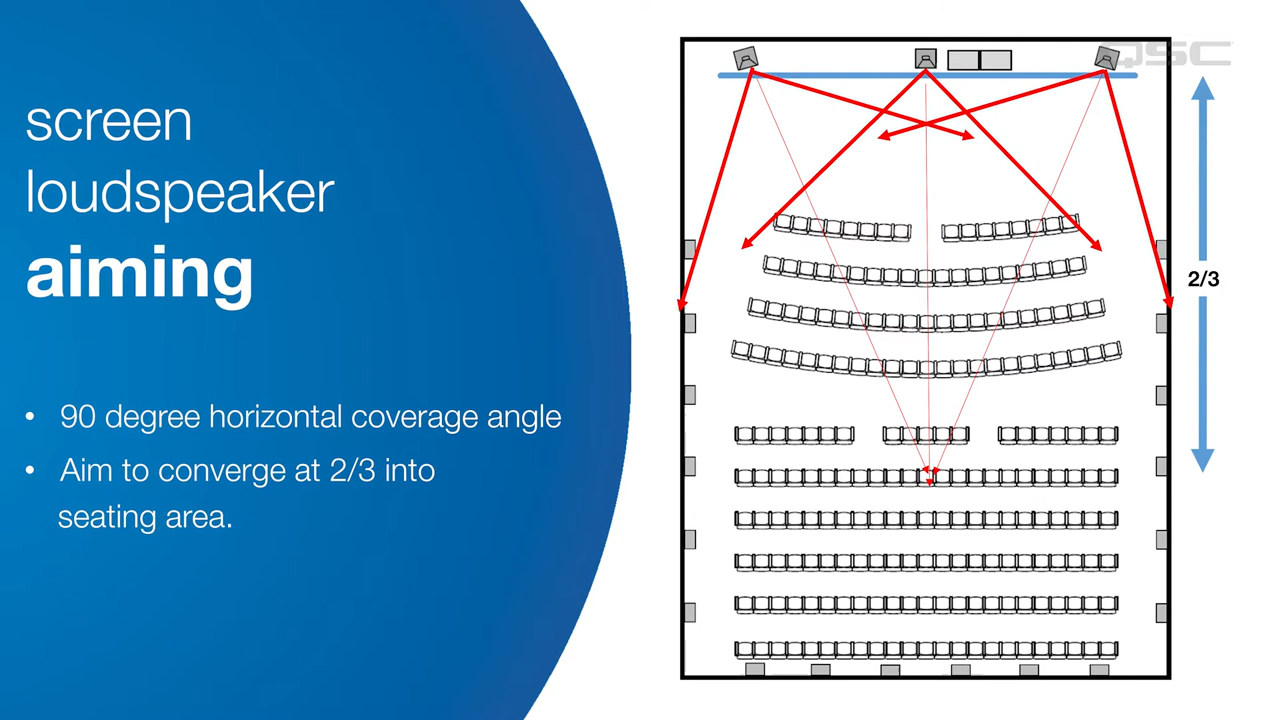 screen
loudspeaker
aiming
• 90 degree horizontal coverage angle
• Aim to converge at 2/3 into
seating area.
QSC
2/3